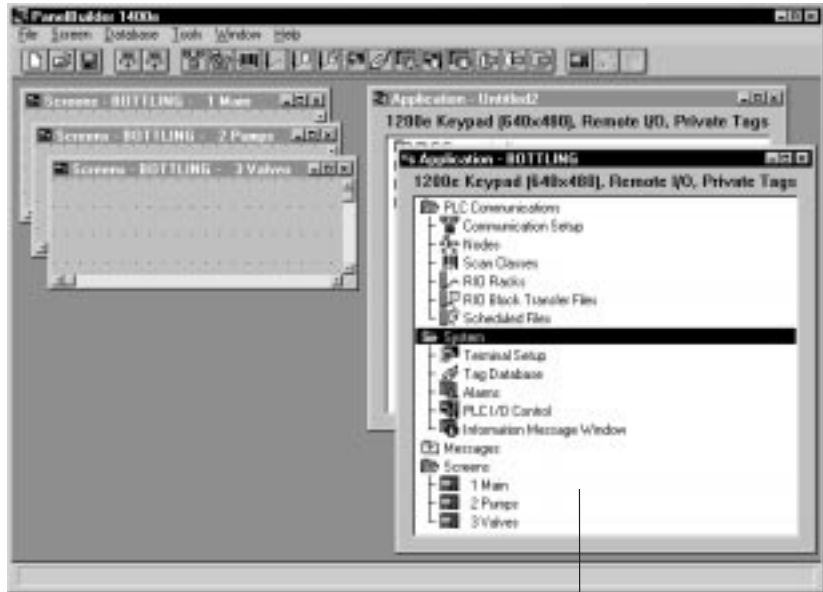 PanelBuilder 1400e
File Screen Database Tools Window Help
Screens - BOTTLING - 1 Main
Screens - BOTTLING - 2 Pumps
Screens - BOTTLING - 3 Valves
Application - Untitled2
1200e Keypad [640x480], Remote I/O, Private Tags
Application - BOTTLING
1200e Keypad [640x480], Remote I/O, Private Tags
PLC Communications
Communication Setup
Nodes
Scan Classes
RIO Racks
RIO Block Transfer Files
Scheduled Files
System
Terminal Setup
Tag Database
Alarms
PLC I/O Control
Information Message Window
Messages
Screens
1 Main
2 Pumps
3 Valves